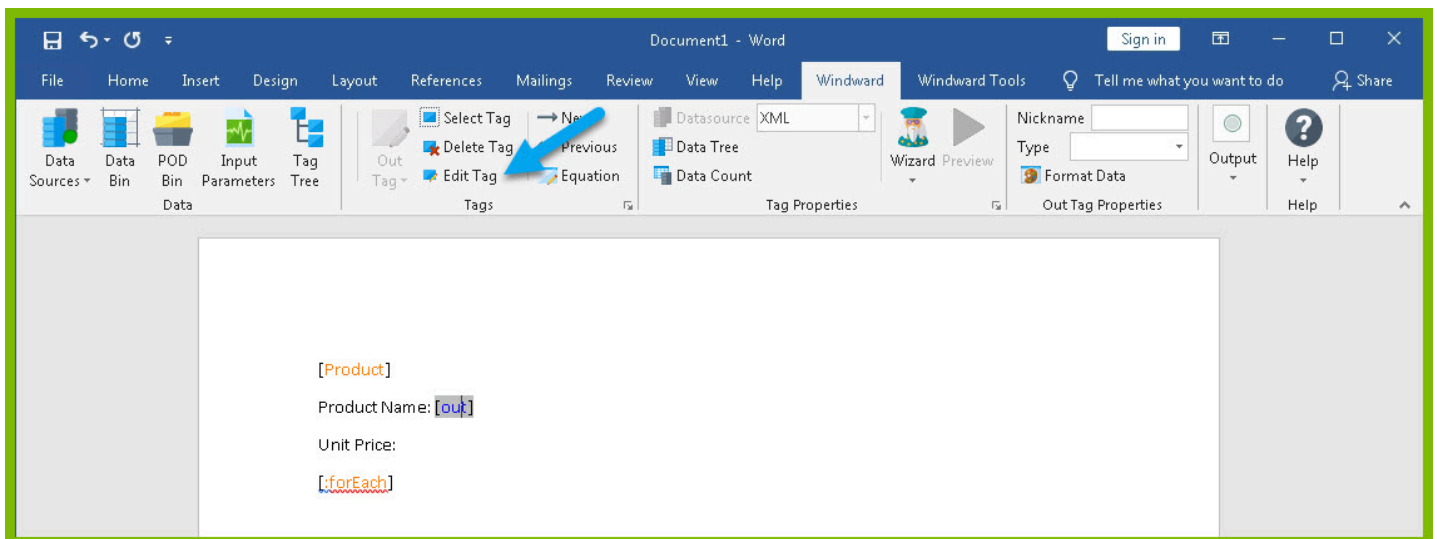 Document1 - Word
Sign in
File Home Insert Design Layout References Mailings Review View Help Windward Windward Tools Tell me what you want to do Share
Data Sources
Data Bin
POD Bin
Input Parameters
Tag Tree
Data
Out Tag
Select Tag
Delete Tag
Edit Tag
Previous
Equation
Tags
Datasource XML
Data Tree
Data Count
Tag Properties
Wizard Preview
Nickname
Type
Format Data
Out Tag Properties
Output
Help
Help
[Product]
Product Name: [out]
Unit Price:
[:forEach]